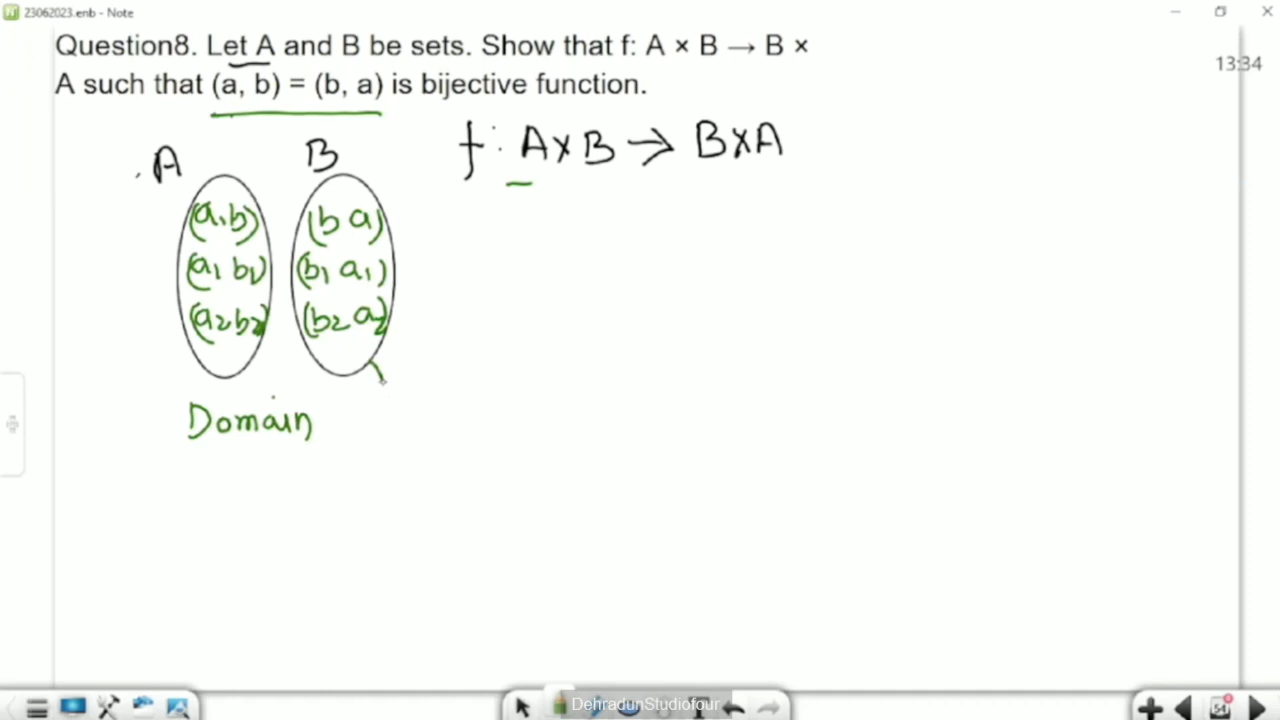 23062023.enb - Note
Question8. Let A and B be sets. Show that f: A × B → B ×
A such that (a, b) = (b, a) is bijective function.
13:34
f: A×B → B×A
A B
(a, b) (b a)
(a1 b1) (b1 a1)
(a2 b2) (b2 a2)
Domain
DehradunStudiofour